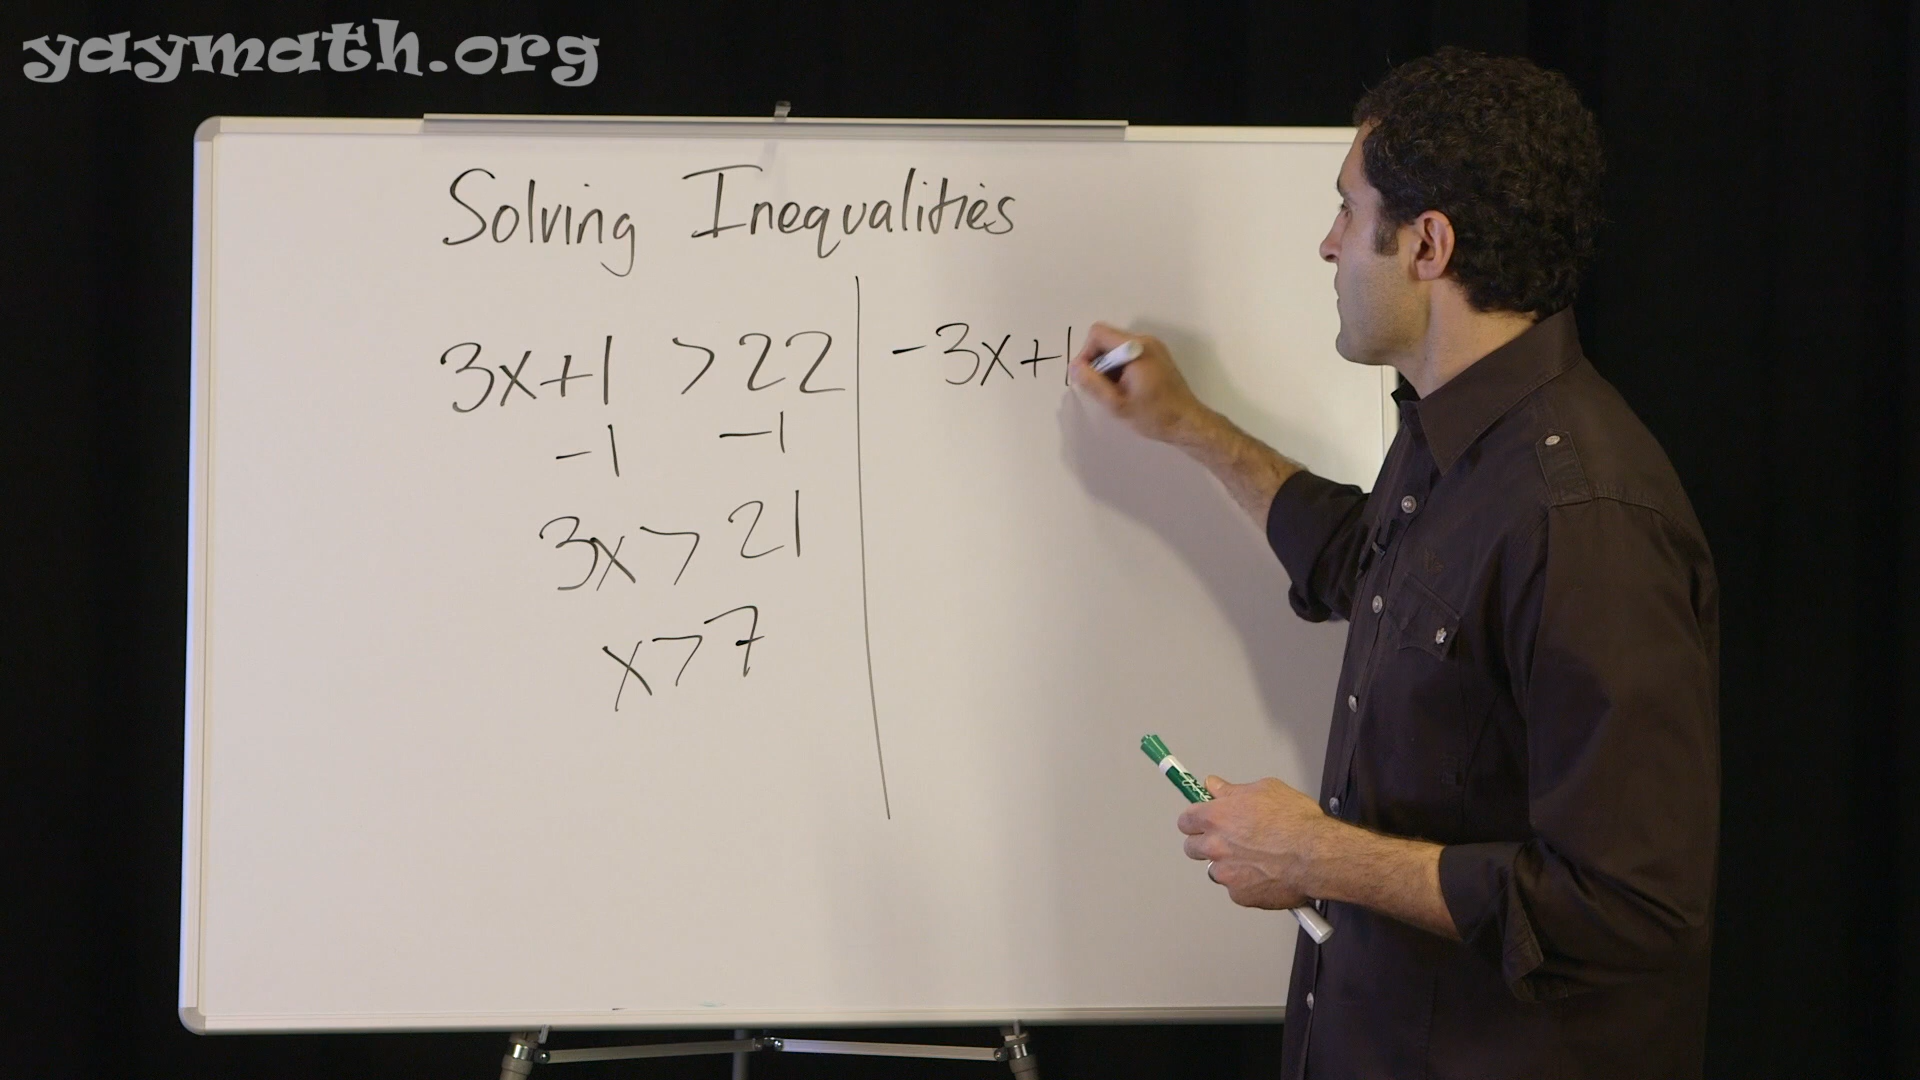 yaymath.org
Solving Inequalities
3x+1 > 22
-1 -1
3x > 21
x > 7
-3x+1